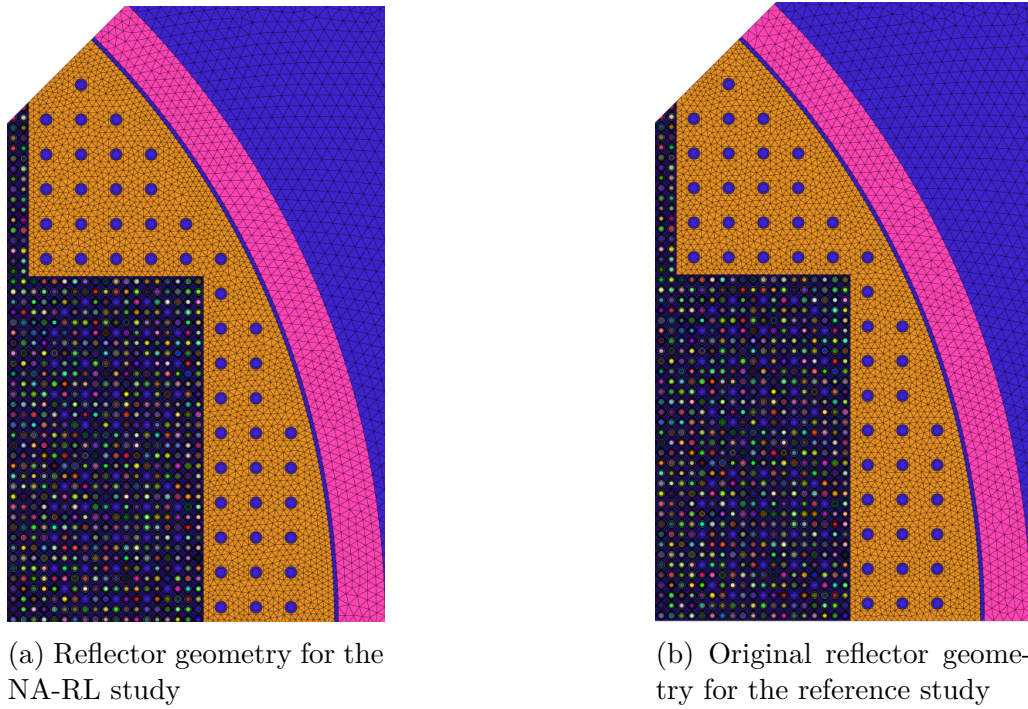 (a) Reflector geometry for the
NA-RL study
(b) Original reflector geome-
try for the reference study